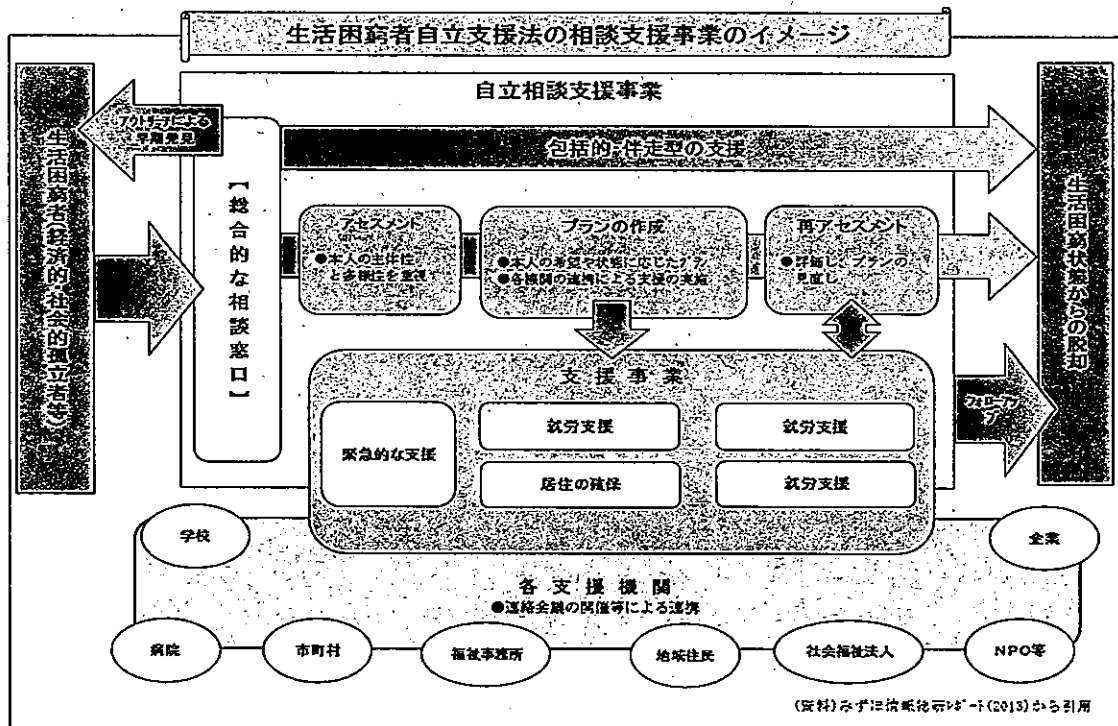 生活困窮者自立支援法の相談支援事業のイメージ
自立相談支援事業
生活困窮者(経済的・社会的孤立者等)
アウトリーチによる
早期発見
包括的・伴走型の支援
【総合的な相談窓口】
アセスメント
●本人の主体性
と多様性を重視
プランの作成
●本人の希望や状態に応じた
●各機関の連携による支援の実施
再アセスメント
●評価し、プランの
見直し
生活困窮状態からの脱却
支援事業
緊急的な支援
就労支援
就労支援
居住の確保
就労支援
フォローアッ
プ
学校
企業
各支援機関
●連絡会議の開催等による連携
病院
市町村
福祉事務所
地域住民
社会福祉法人
NPO等
(資料)みずほ情報総研レポート(2013)から引用